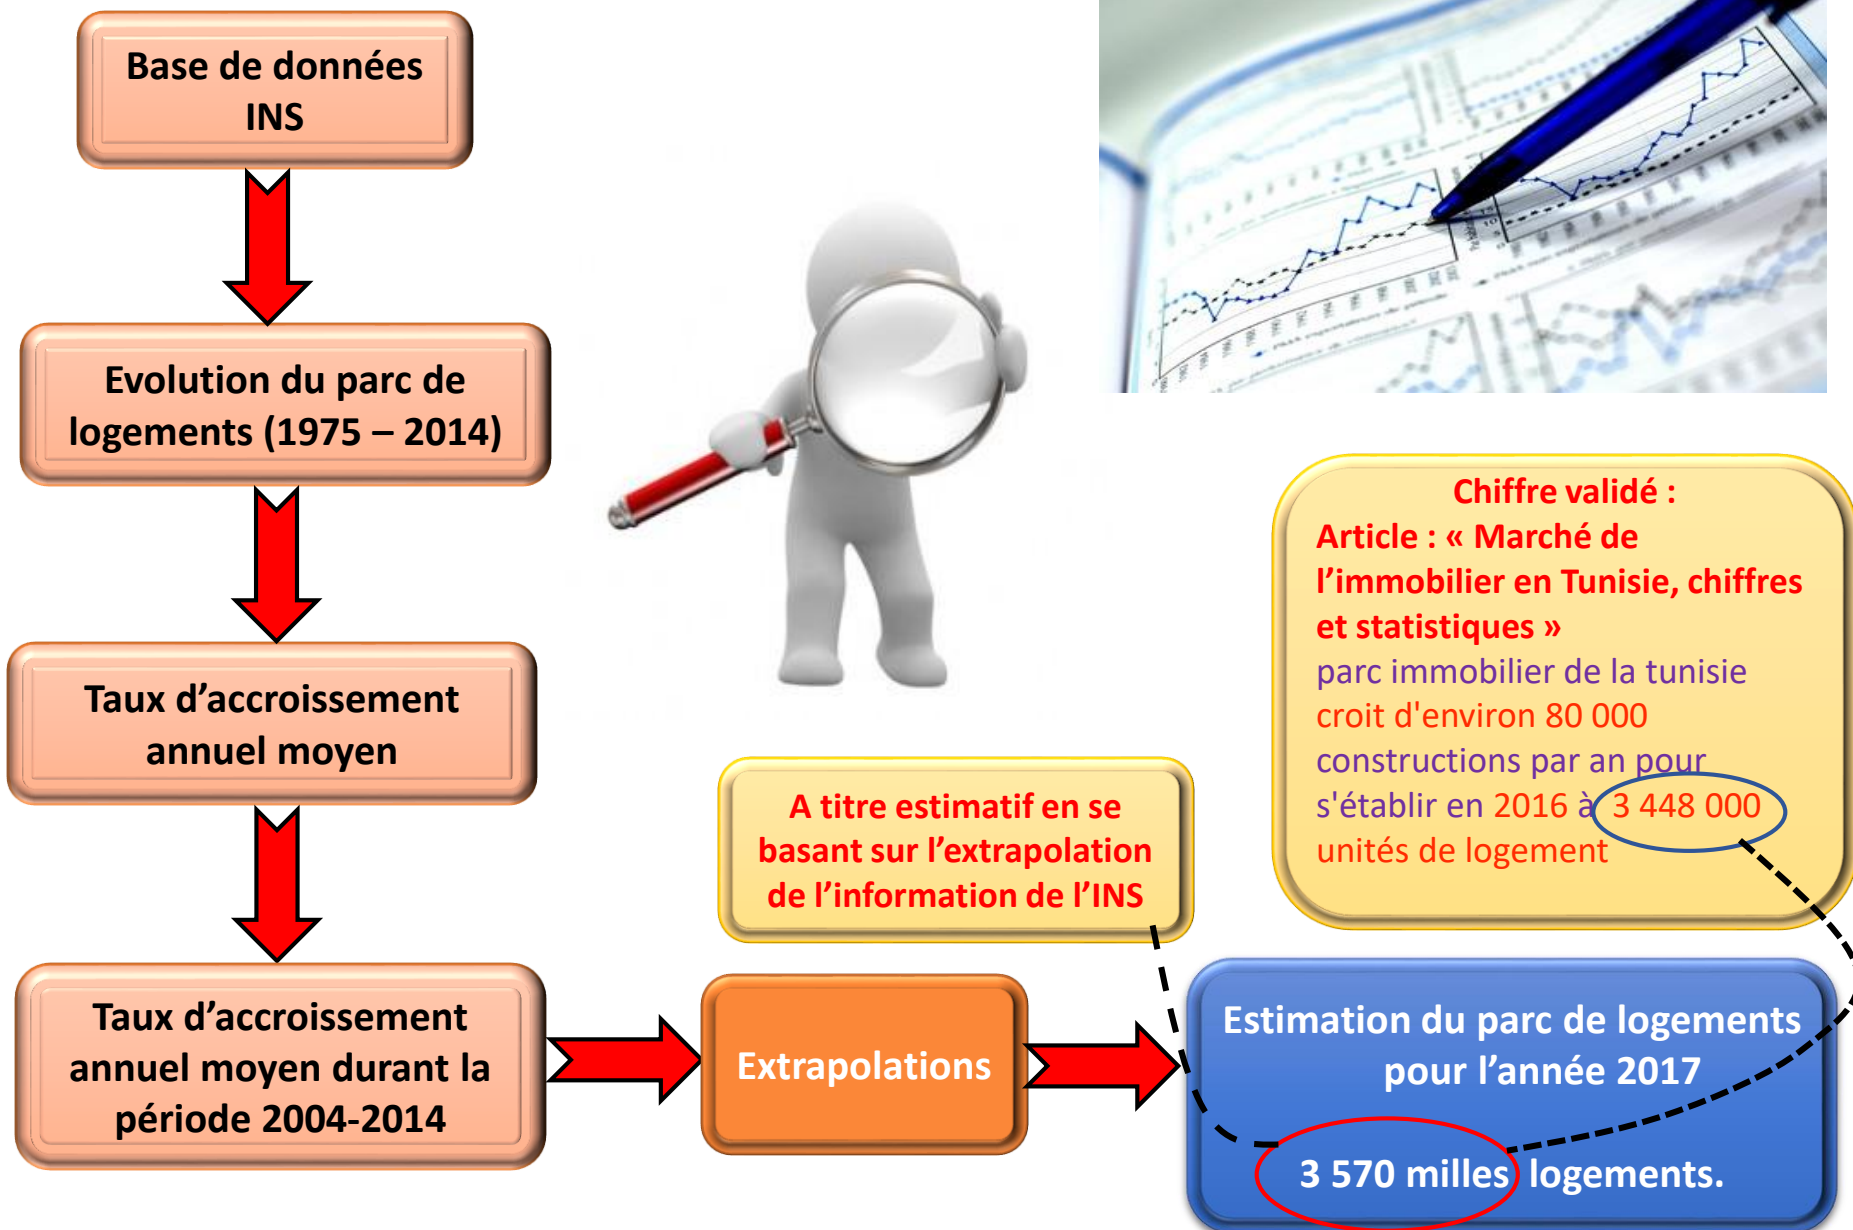 Base de données
INS
Evolution du parc de
logements (1975 – 2014)
Taux d’accroissement
annuel moyen
Taux d’accroissement
annuel moyen durant la
période 2004-2014
Extrapolations
A titre estimatif en se
basant sur l’extrapolation
de l’information de l’INS
Chiffre validé :
Article : « Marché de
l’immobilier en Tunisie, chiffres
et statistiques »
parc immobilier de la tunisie
croit d'environ 80 000
constructions par an pour
s'établir en 2016 à 3 448 000
unités de logement
Estimation du parc de logements
pour l’année 2017
3 570 milles logements.